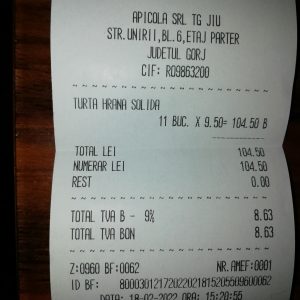 APICOLA SRL TG JIU
STR.UNIRII,BL.6,ETAJ PARTER
JUDETUL GORJ
CIF: RO9863200
TURTA HRANA SOLIDA
11 BUC. X 9.50= 104.50 B
TOTAL LEI 104.50
NUMERAR LEI 104.50
REST 0.00
TOTAL TVA B - 9% 8.63
TOTAL TVA BON 8.63
Z:0960 BF:0062 NR.AMEF:0001
ID BF: 8000301217202202181520550960062
DATA: 18-02-2022 ORA: 15:20:55